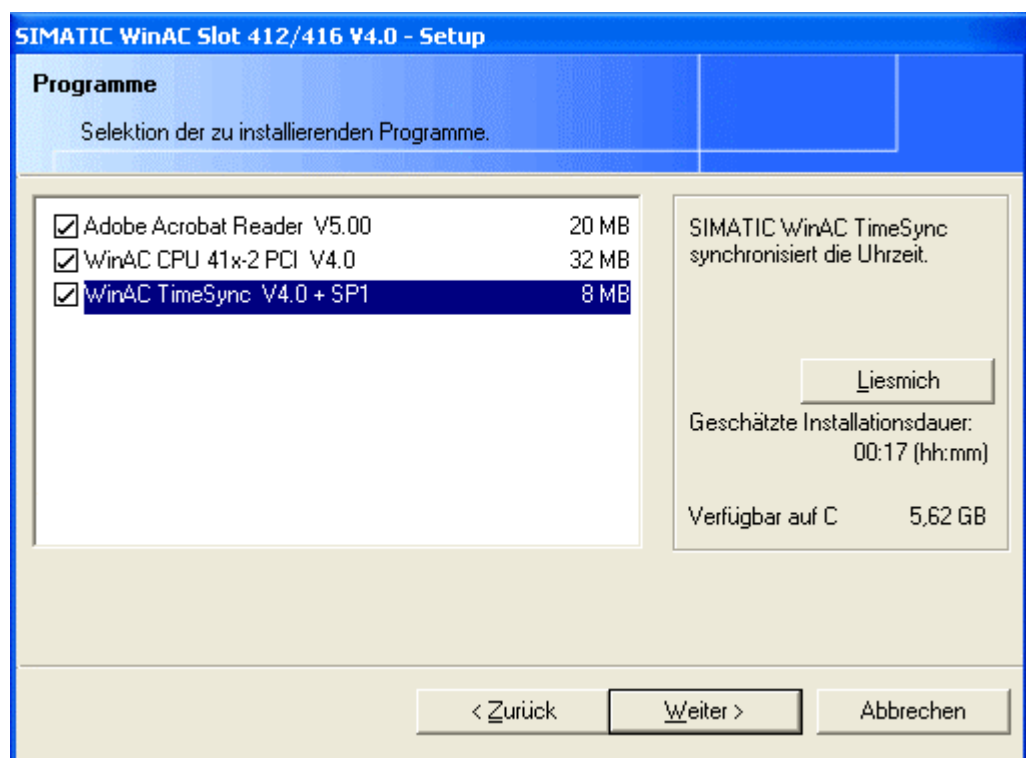 SIMATIC WinAC Slot 412/416 V4.0 - Setup
Programme
Selektion der zu installierenden Programme.
Adobe Acrobat Reader V5.00 20 MB
WinAC CPU 41x-2 PCI V4.0 32 MB
WinAC TimeSync V4.0 + SP1 8 MB
SIMATIC WinAC TimeSync
synchronisiert die Uhrzeit.
Liesmich
Geschätzte Installationsdauer:
00:17 (hh:mm)
Verfügbar auf C 5,62 GB
< Zurück Weiter > Abbrechen